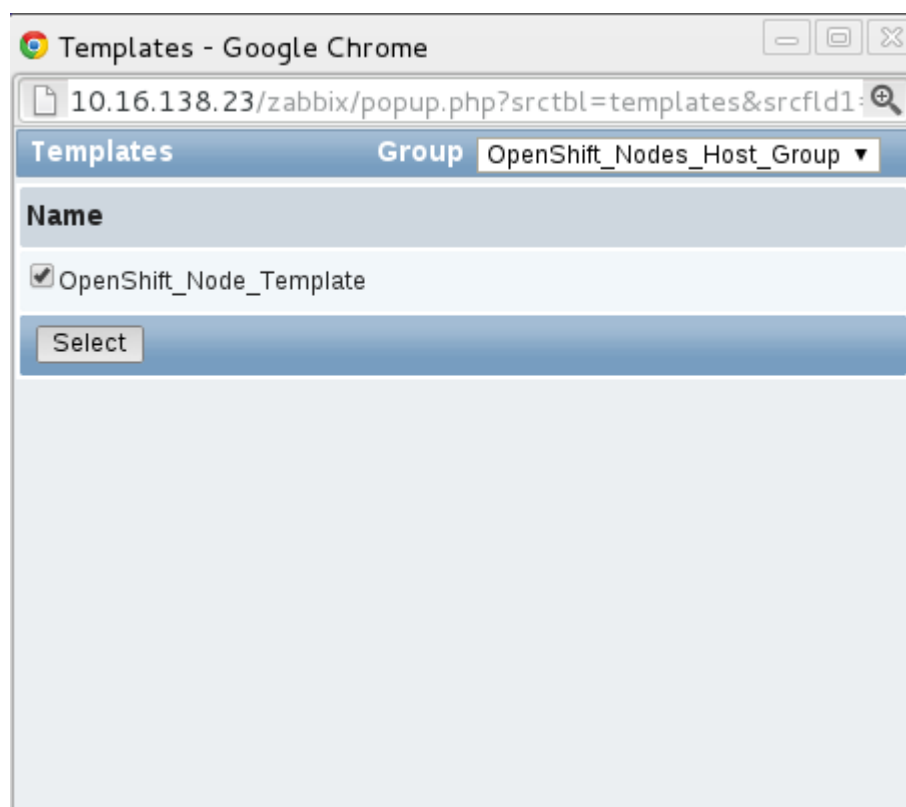 Templates - Google Chrome
10.16.138.23/zabbix/popup.php?srctbl=templates&srcfld1=
Templates Group OpenShift_Nodes_Host_Group
Name
OpenShift_Node_Template
Select